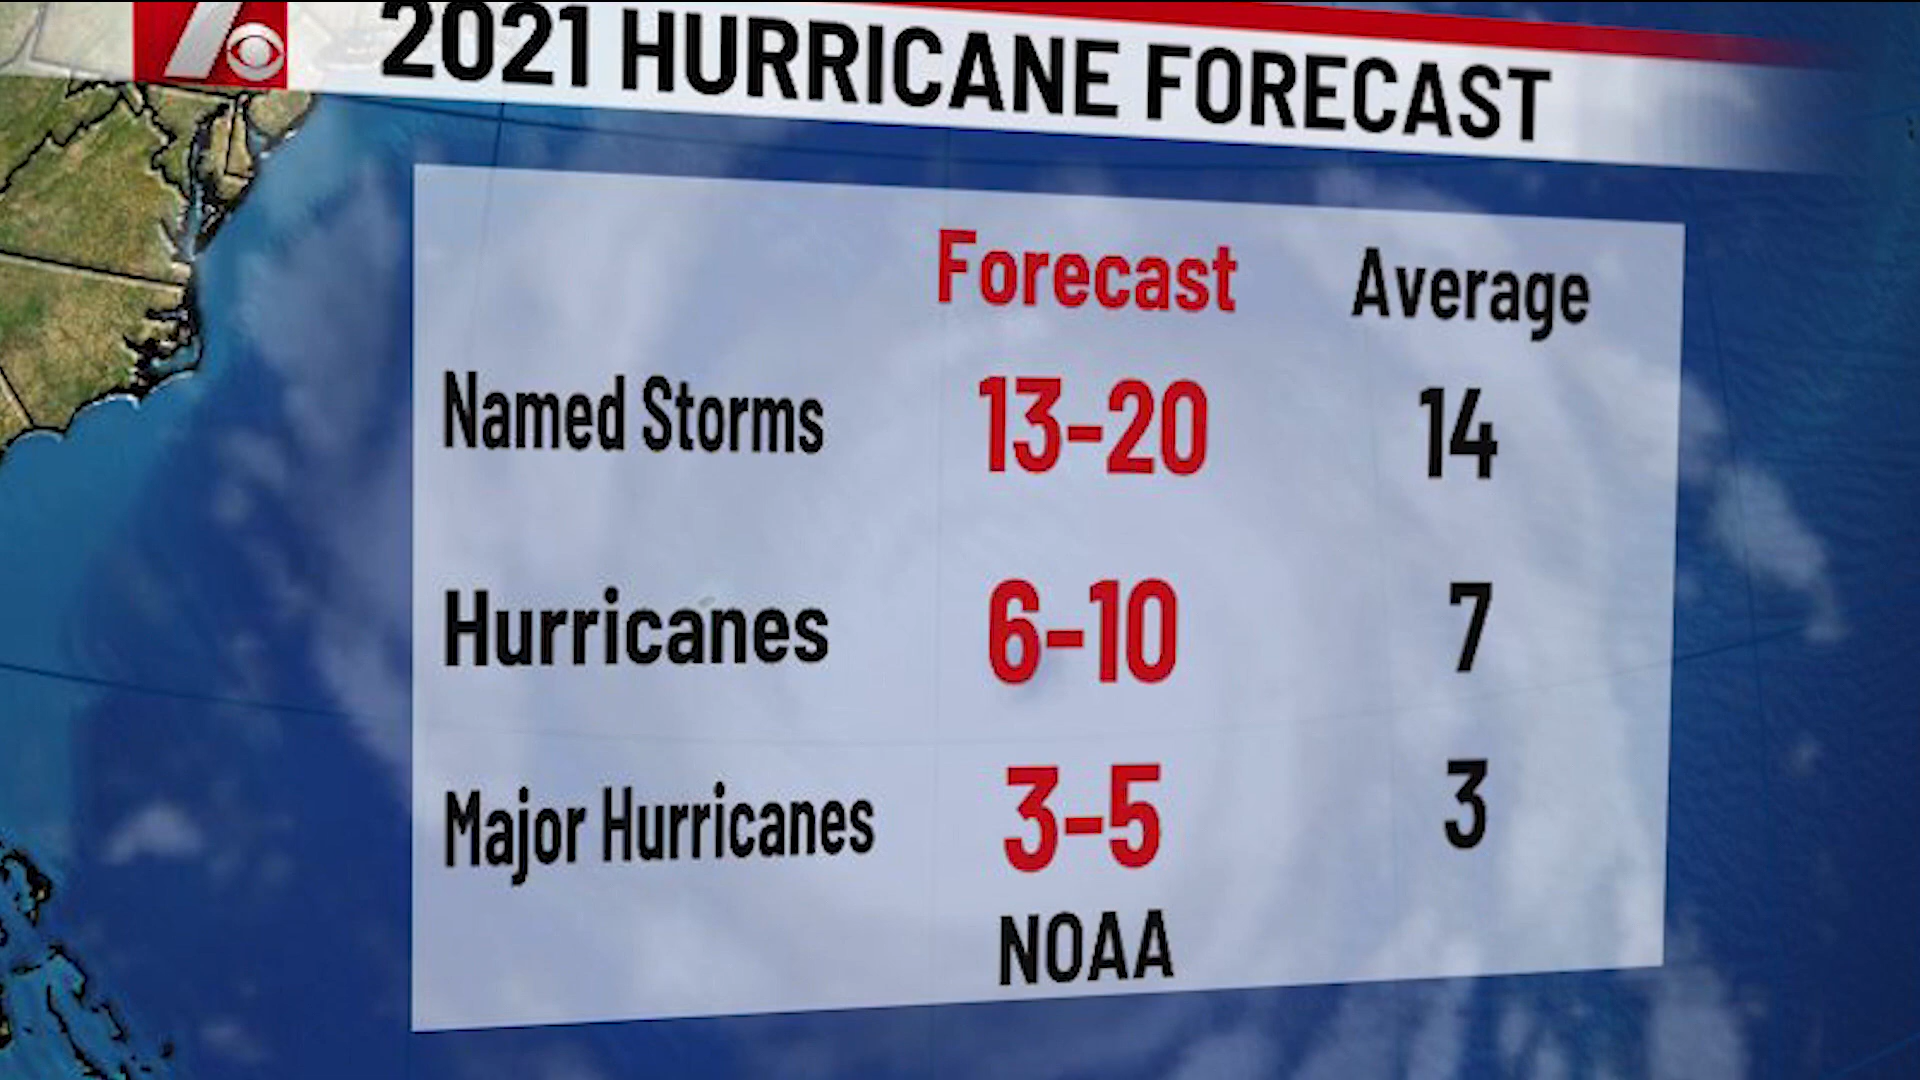 7
2021 HURRICANE FORECAST
Forecast Average
Named Storms 13-20 14
Hurricanes 6-10 7
Major Hurricanes 3-5 3
NOAA